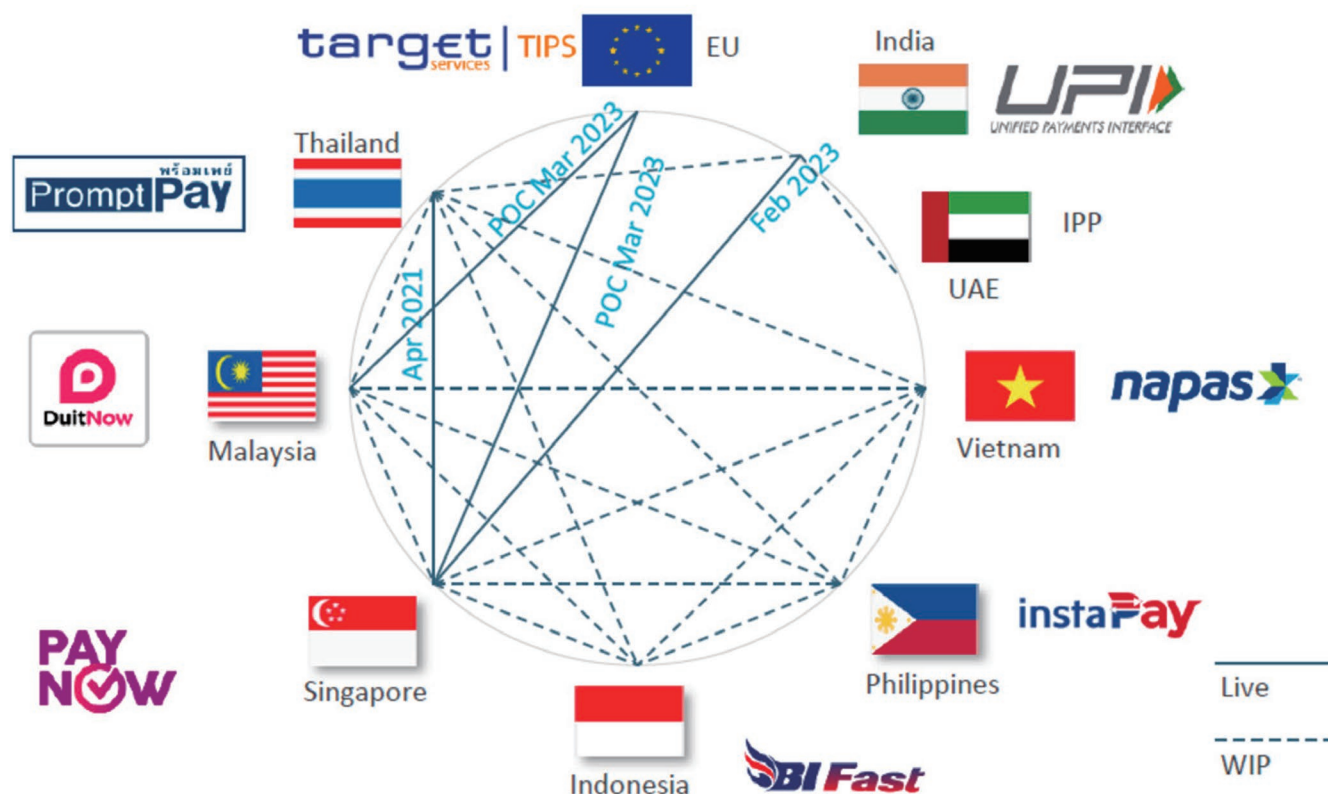 target
services
TIPS
EU
India
UPI
UNIFIED PAYMENTS INTERFACE
Thailand
พร้อมเพย์
Prompt Pay
POC Mar 2023
POC Mar 2023
Feb 2023
Apr 2021
IPP
UAE
DuitNow
Malaysia
Vietnam
napas
PAY
NOW
Singapore
Philippines
instaPay
Indonesia
BI Fast
Live
WIP